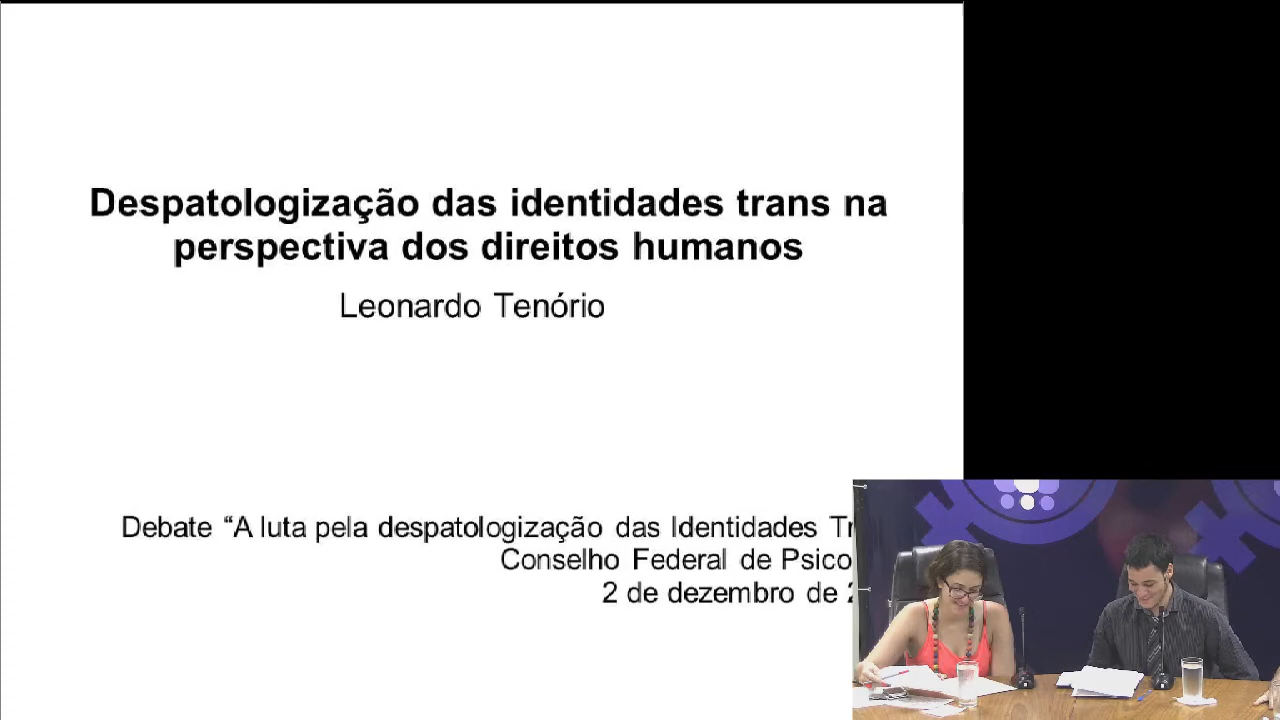 Despatologização das identidades trans na
perspectiva dos direitos humanos
Leonardo Tenório
Debate “A luta pela despatologização das Identidades
Conselho Federal de
2 de dezembro de